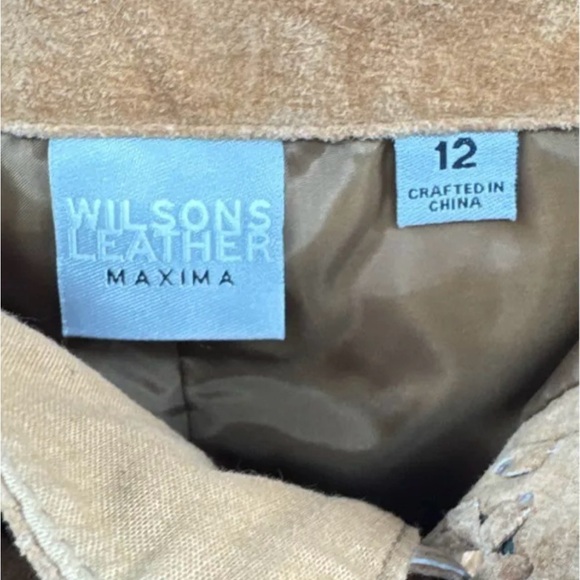 WILSONS
LEATHER
MAXIMA
12
CRAFTED IN
CHINA